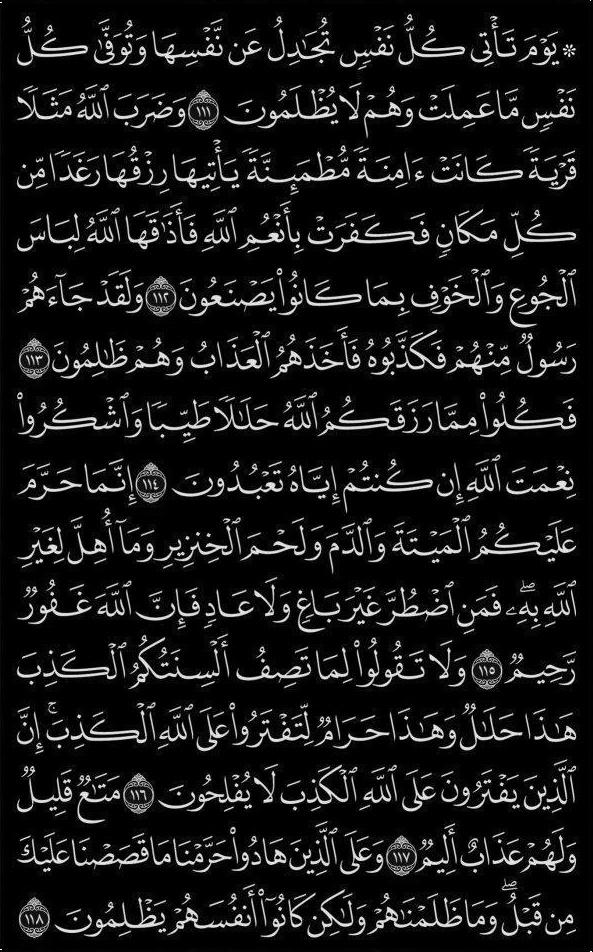 ۞ يَوْمَ تَأْتِى كُلُّ نَفْسٍ تُجَٰدِلُ عَن نَّفْسِهَا وَتُوَفَّىٰ كُلُّ
نَفْسٍ مَّا عَمِلَتْ وَهُمْ لَا يُظْلَمُونَ ١١١ وَضَرَبَ ٱللَّهُ مَثَلًا
قَرْيَةً كَانَتْ ءَامِنَةً مُّطْمَئِنَّةً يَأْتِيهَا رِزْقُهَا رَغَدًا مِّن
كُلِّ مَكَانٍ فَكَفَرَتْ بِأَنْعُمِ ٱللَّهِ فَأَذَٰقَهَا ٱللَّهُ لِبَاسَ
ٱلْجُوعِ وَٱلْخَوْفِ بِمَا كَانُوا۟ يَصْنَعُونَ ١١٢ وَلَقَدْ جَآءَهُمْ
رَسُولٌ مِّنْهُمْ فَكَذَّبُوهُ فَأَخَذَهُمُ ٱلْعَذَابُ وَهُمْ ظَٰلِمُونَ ١١٣
فَكُلُوا۟ مِمَّا رَزَقَكُمُ ٱللَّهُ حَلَٰلًا طَيِّبًا وَٱشْكُرُوا۟
نِعْمَتَ ٱللَّهِ إِن كُنتُمْ إِيَّاهُ تَعْبُدُونَ ١١٤ إِنَّمَا حَرَّمَ
عَلَيْكُمُ ٱلْمَيْتَةَ وَٱلدَّمَ وَلَحْمَ ٱلْخِنزِيرِ وَمَآ أُهِلَّ لِغَيْرِ
ٱللَّهِ بِهِۦۖ فَمَنِ ٱضْطُرَّ غَيْرَ بَاغٍ وَلَا عَادٍ فَإِنَّ ٱللَّهَ غَفُورٌ
رَّحِيمٌ ١١٥ وَلَا تَقُولُوا۟ لِمَا تَصِفُ أَلْسِنَتُكُمُ ٱلْكَذِبَ
هَٰذَا حَلَٰلٌ وَهَٰذَا حَرَامٌ لِّتَفْتَرُوا۟ عَلَى ٱللَّهِ ٱلْكَذِبَۚ إِنَّ
ٱلَّذِينَ يَفْتَرُونَ عَلَى ٱللَّهِ ٱلْكَذِبَ لَا يُفْلِحُونَ ١١٦ مَتَٰعٌ قَلِيلٌ
وَلَهُمْ عَذَابٌ أَلِيمٌ ١١٧ وَعَلَى ٱلَّذِينَ هَادُوا۟ حَرَّمْنَا مَا قَصَصْنَا عَلَيْكَ
مِن قَبْلُۖ وَمَا ظَلَمْنَٰهُمْ وَلَٰكِن كَانُوٓا۟ أَنفُسَهُمْ يَظْلِمُونَ ١١٨